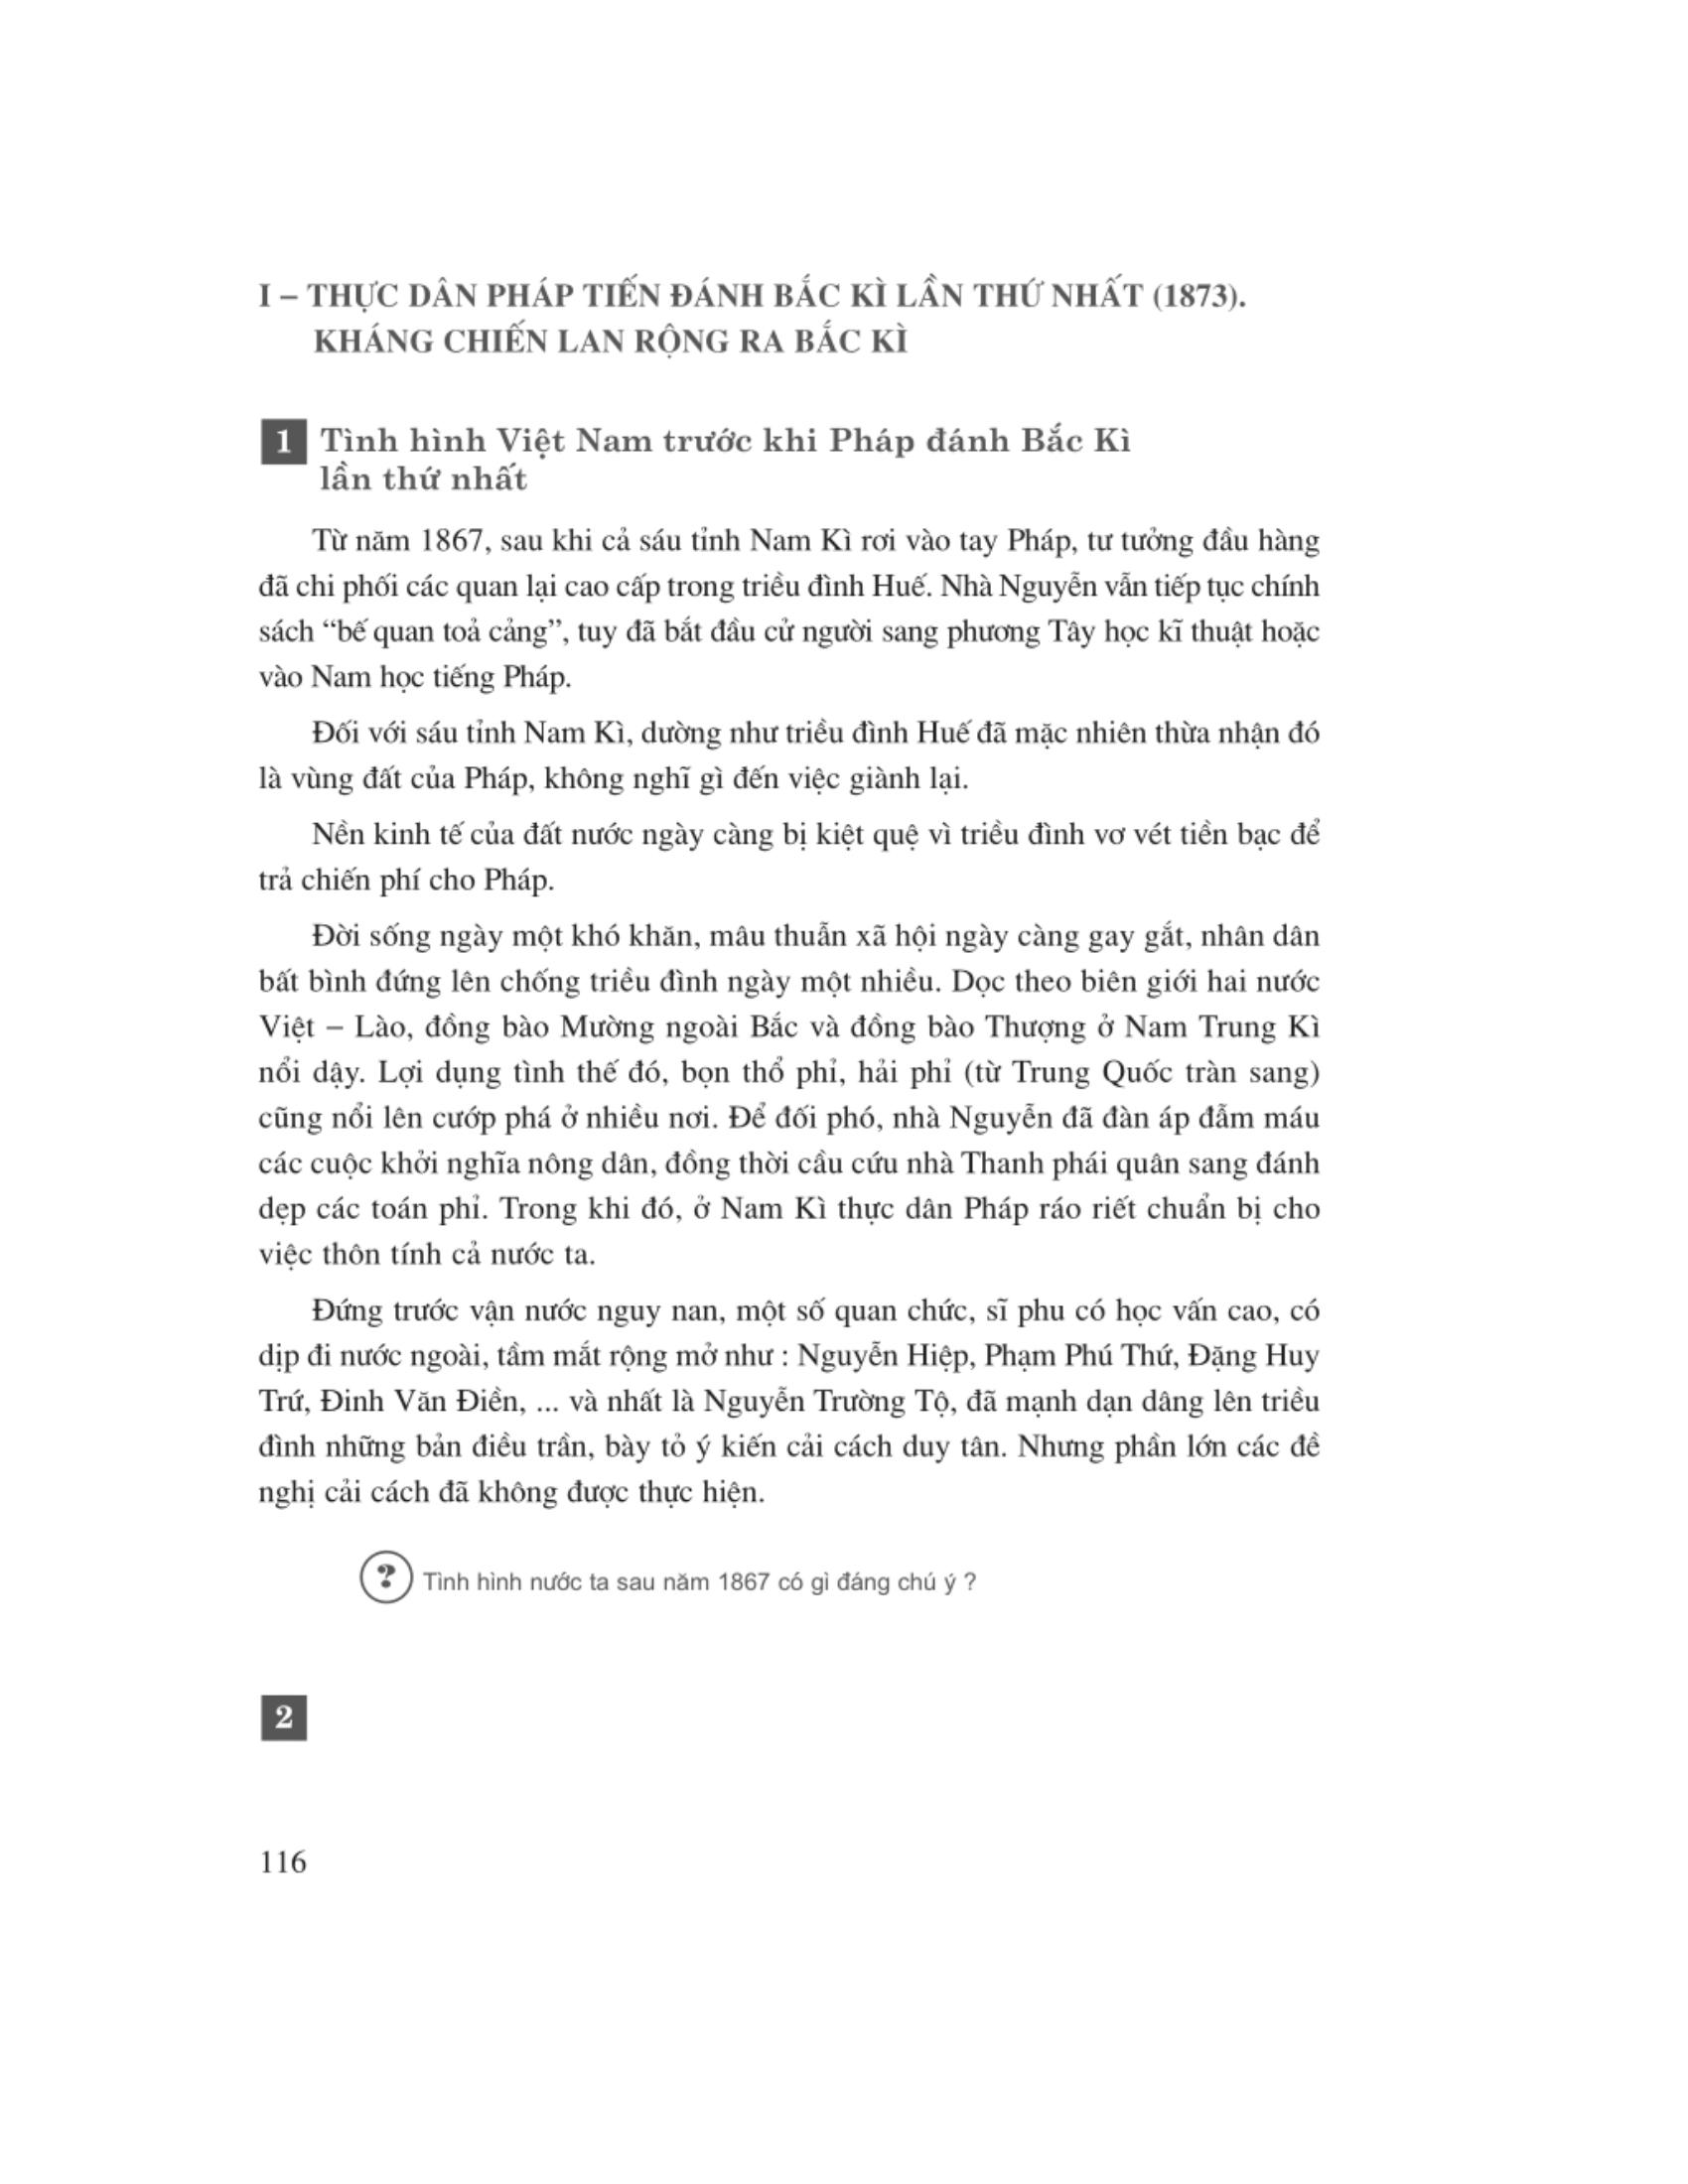 I – THỰC DÂN PHÁP TIẾN ĐÁNH BẮC KÌ LẦN THỨ NHẤT (1873).
KHÁNG CHIẾN LAN RỘNG RA BẮC KÌ
1 Tình hình Việt Nam trước khi Pháp đánh Bắc Kì
lần thứ nhất
Từ năm 1867, sau khi cả sáu tỉnh Nam Kì rơi vào tay Pháp, tư tưởng đầu hàng
đã chi phối các quan lại cao cấp trong triều đình Huế. Nhà Nguyễn vẫn tiếp tục chính
sách “bế quan toả cảng”, tuy đã bắt đầu cử người sang phương Tây học kĩ thuật hoặc
vào Nam học tiếng Pháp.
Đối với sáu tỉnh Nam Kì, dường như triều đình Huế đã mặc nhiên thừa nhận đó
là vùng đất của Pháp, không nghĩ gì đến việc giành lại.
Nền kinh tế của đất nước ngày càng bị kiệt quệ vì triều đình vơ vét tiền bạc để
trả chiến phí cho Pháp.
Đời sống ngày một khó khăn, mâu thuẫn xã hội ngày càng gay gắt, nhân dân
bất bình đứng lên chống triều đình ngày một nhiều. Dọc theo biên giới hai nước
Việt – Lào, đồng bào Mường ngoài Bắc và đồng bào Thượng ở Nam Trung Kì
nổi dậy. Lợi dụng tình thế đó, bọn thổ phỉ, hải phỉ (từ Trung Quốc tràn sang)
cũng nổi lên cướp phá ở nhiều nơi. Để đối phó, nhà Nguyễn đã đàn áp đẫm máu
các cuộc khởi nghĩa nông dân, đồng thời cầu cứu nhà Thanh phái quân sang đánh
dẹp các toán phỉ. Trong khi đó, ở Nam Kì thực dân Pháp ráo riết chuẩn bị cho
việc thôn tính cả nước ta.
Đứng trước vận nước nguy nan, một số quan chức, sĩ phu có học vấn cao, có
dịp đi nước ngoài, tầm mắt rộng mở như : Nguyễn Hiệp, Phạm Phú Thứ, Đặng Huy
Trứ, Đinh Văn Điền, ... và nhất là Nguyễn Trường Tộ, đã mạnh dạn dâng lên triều
đình những bản điều trần, bày tỏ ý kiến cải cách duy tân. Nhưng phần lớn các đề
nghị cải cách đã không được thực hiện.
? Tình hình nước ta sau năm 1867 có gì đáng chú ý ?
2
116